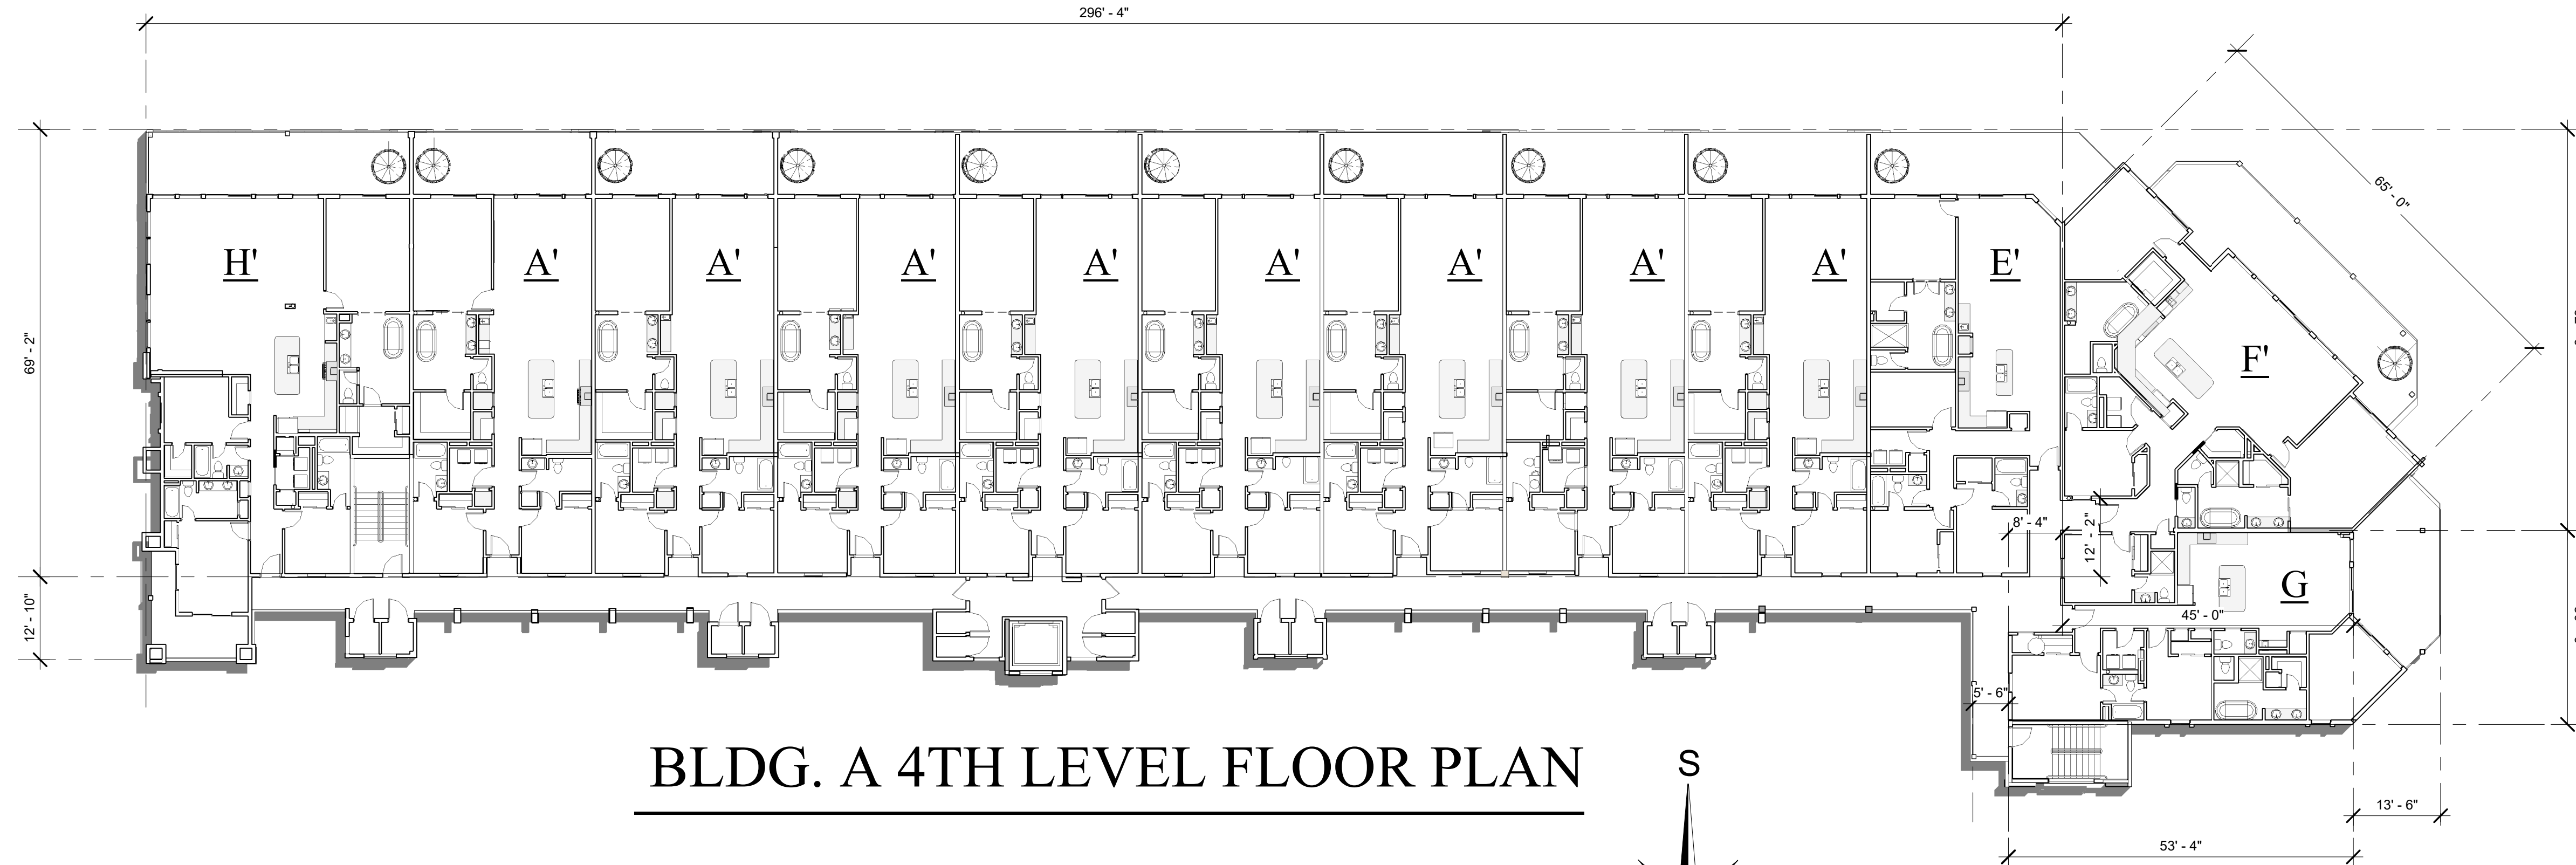 296' - 4"
65' - 0"
69' - 2"
H' A' A' A' A' A' A' A' A' E' F'
8' - 4"
12' - 2"
12' - 10"
G
45' - 0"
5' - 6"
BLDG. A 4TH LEVEL FLOOR PLAN
S
13' - 6"
53' - 4"